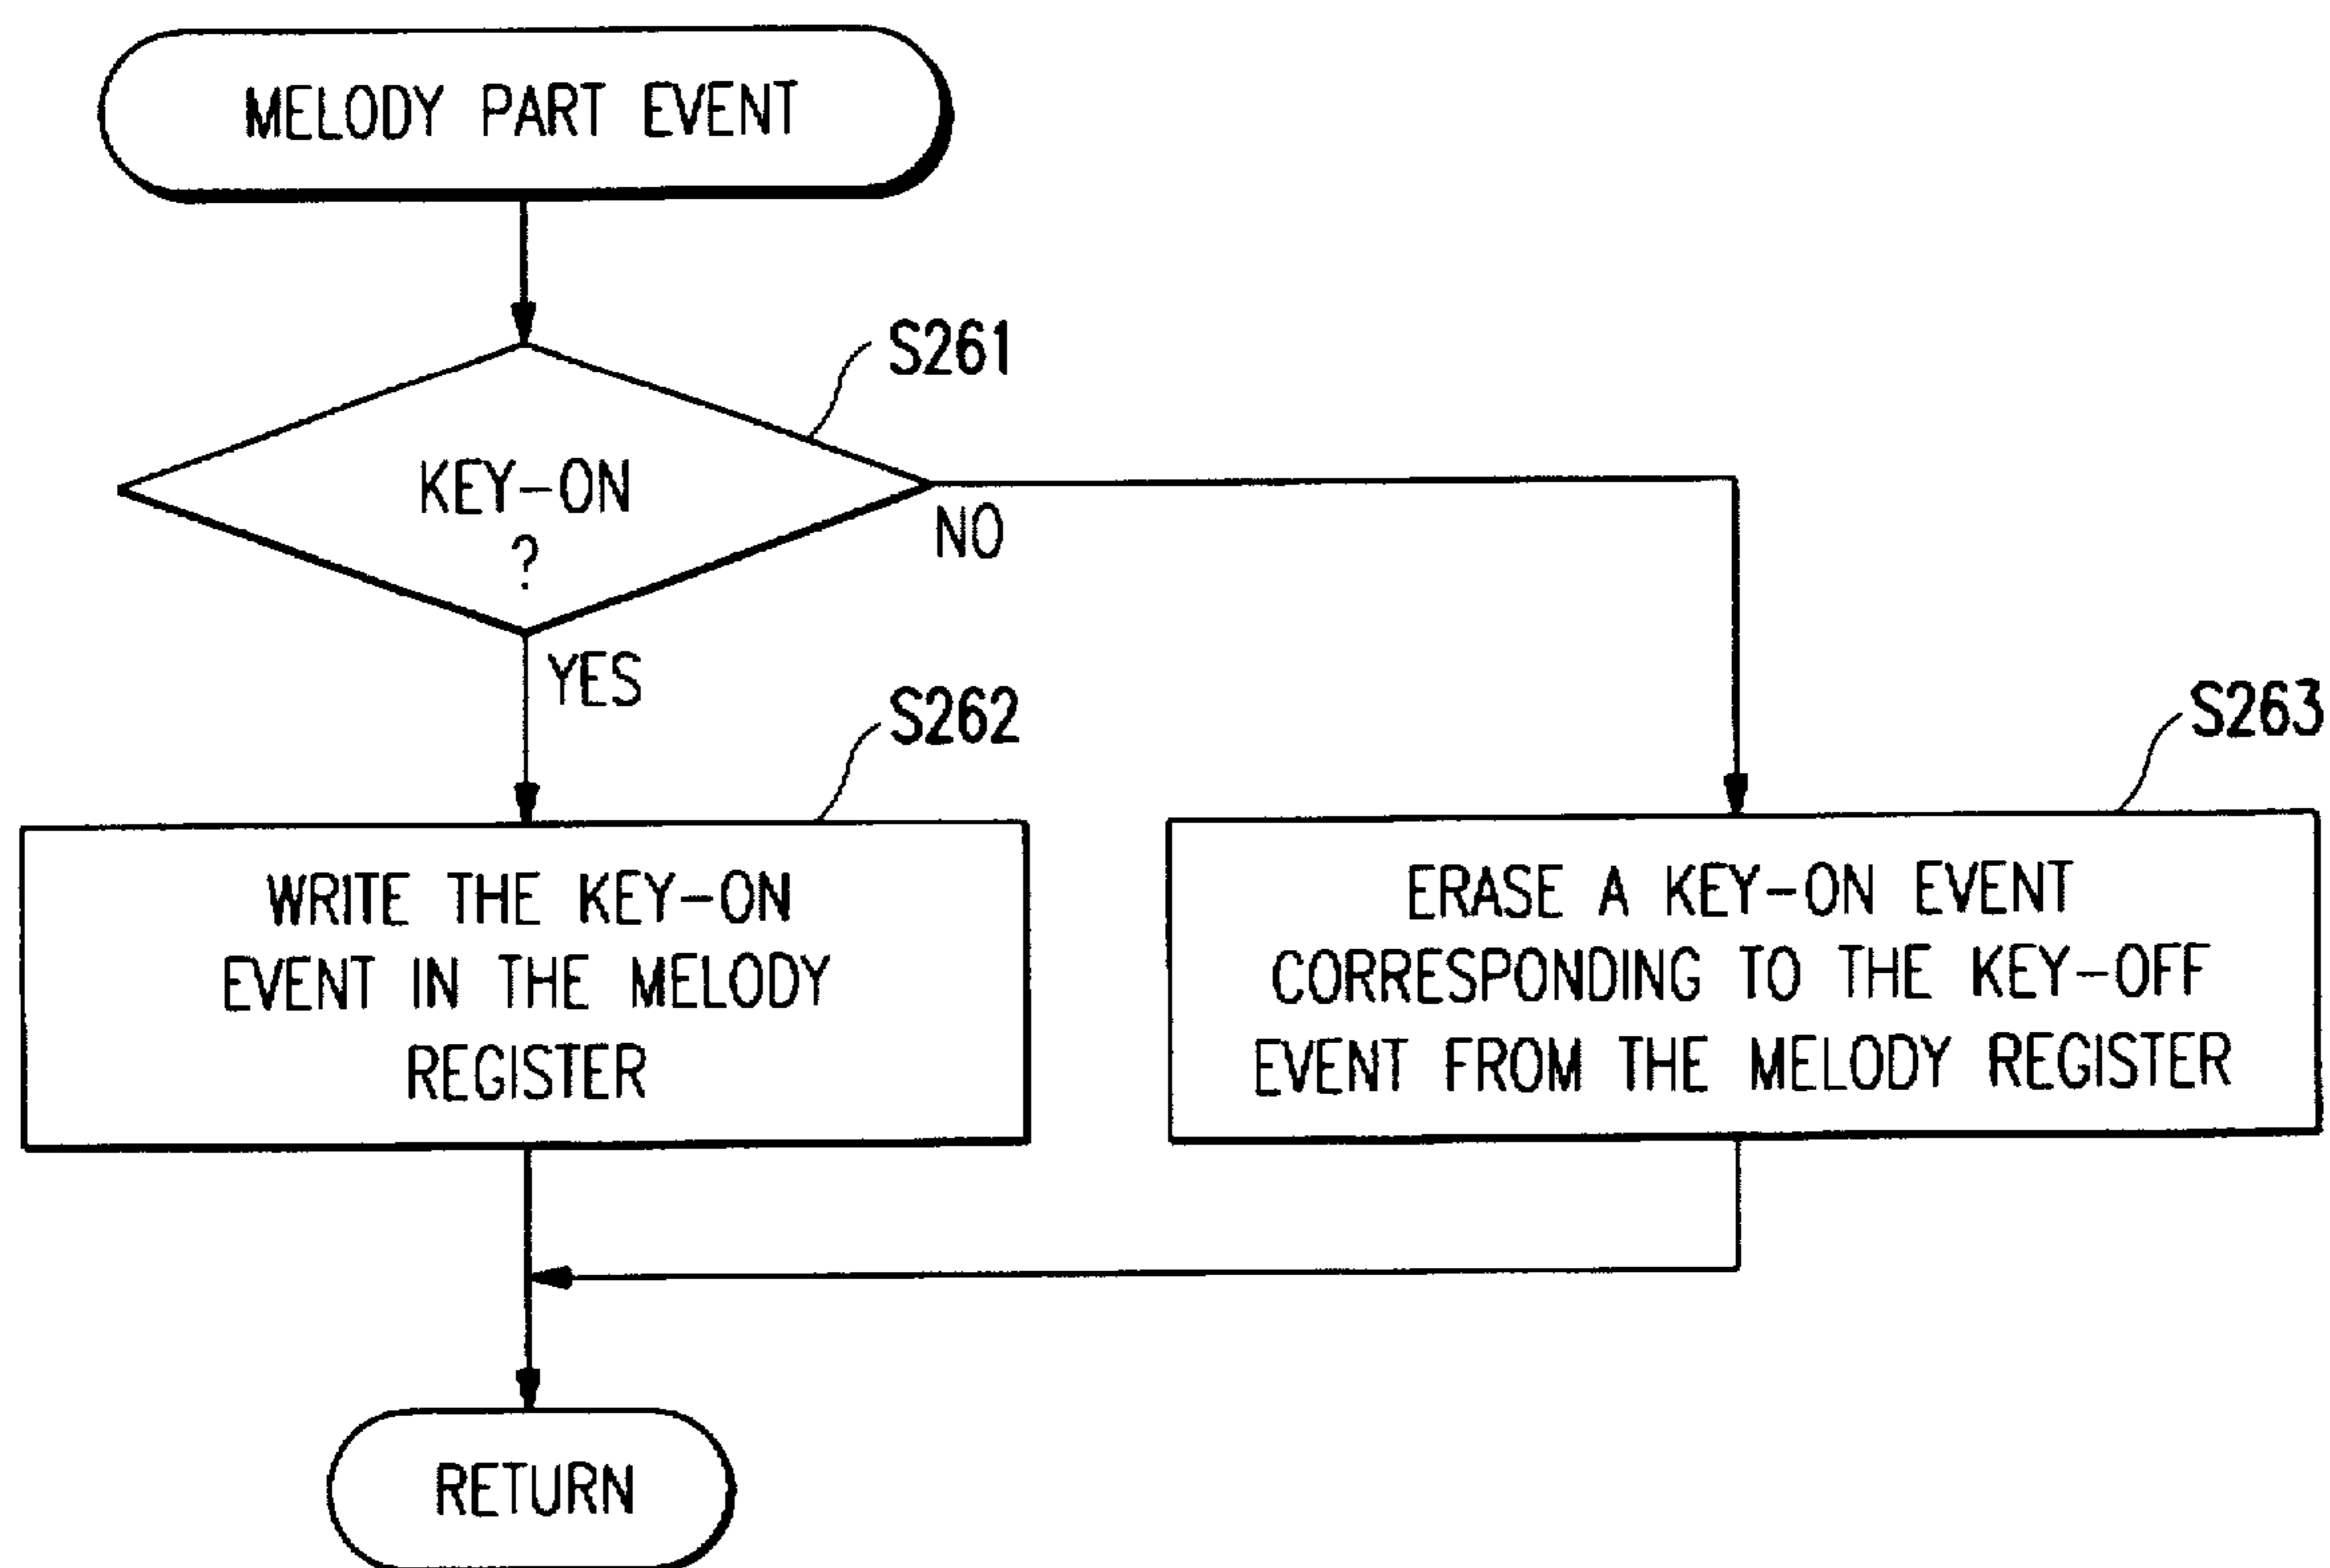 MELODY PART EVENT
S261
KEY-ON
?
NO
YES
S262
S263
WRITE THE KEY-ON
EVENT IN THE MELODY
REGISTER
ERASE A KEY-ON EVENT
CORRESPONDING TO THE KEY-OFF
EVENT FROM THE MELODY REGISTER
RETURN